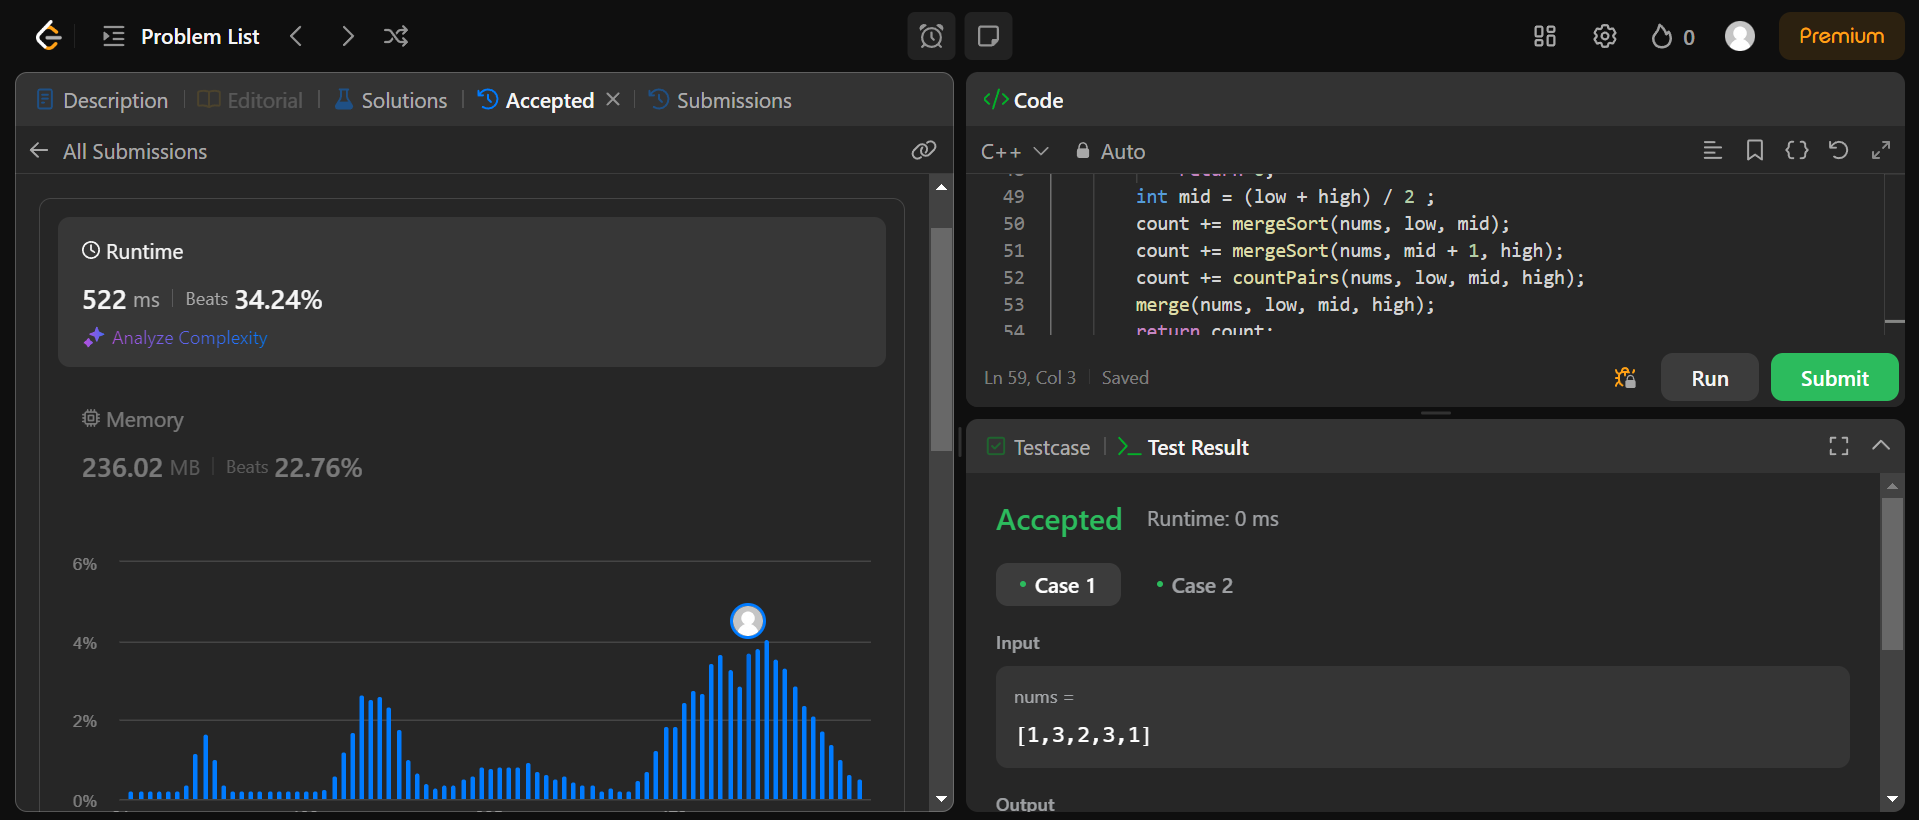 Problem List
0
Premium
Description
Editorial
Solutions
Accepted
Submissions
All Submissions
Runtime
522 ms
Beats 34.24%
Analyze Complexity
Memory
236.02 MB
Beats 22.76%
6%
4%
2%
0%
</> Code
C++
Auto
49 int mid = (low + high) / 2 ;
50 count += mergeSort(nums, low, mid);
51 count += mergeSort(nums, mid + 1, high);
52 count += countPairs(nums, low, mid, high);
53 merge(nums, low, mid, high);
54 return count;
Ln 59, Col 3
Saved
Run
Submit
Testcase
Test Result
Accepted
Runtime: 0 ms
Case 1
Case 2
Input
nums =
[1,3,2,3,1]
Output